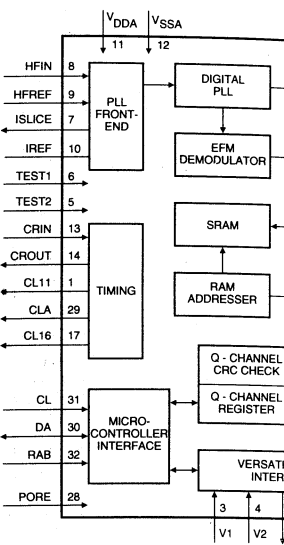 VDDA VSSA
11 12
HFIN 8
HFREF 9
ISLICE 7
IREF 10
PLL
FRONT-
END
DIGITAL
PLL
EFM
DEMODULATOR
TEST1 6
TEST2 5
CRIN 13
CROUT 14
CL11 1
CLA 29
CL16 17
TIMING
SRAM
RAM
ADDRESSER
Q - CHANNEL
CRC CHECK
Q - CHANNEL
REGISTER
CL 31
DA 30
RAB 32
MICRO-
CONTROLLER
INTERFACE
VERSATI
INTER
PORE 28
3 4
V1 V2